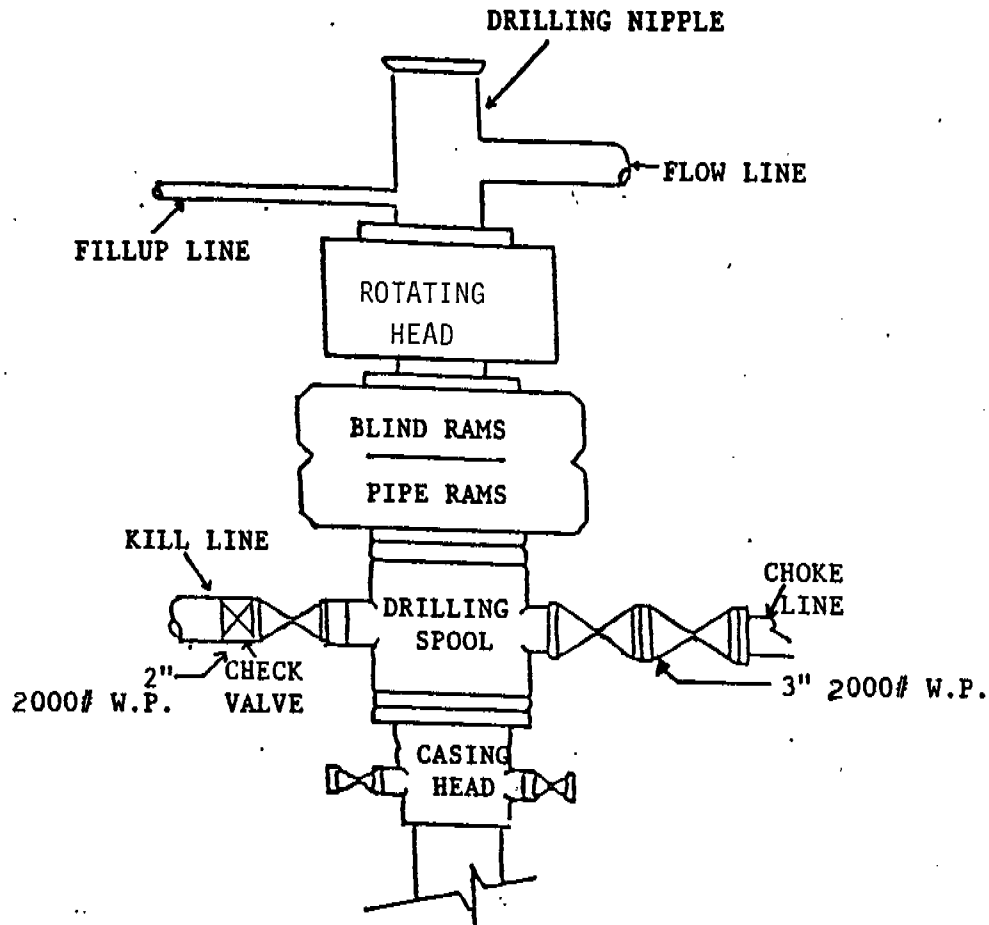 DRILLING NIPPLE
FLOW LINE
FILLUP LINE
ROTATING
HEAD
BLIND RAMS
PIPE RAMS
KILL LINE
CHOKE
LINE
DRILLING
SPOOL
2"
2000# W.P.
CHECK
VALVE
3" 2000# W.P.
CASING
HEAD